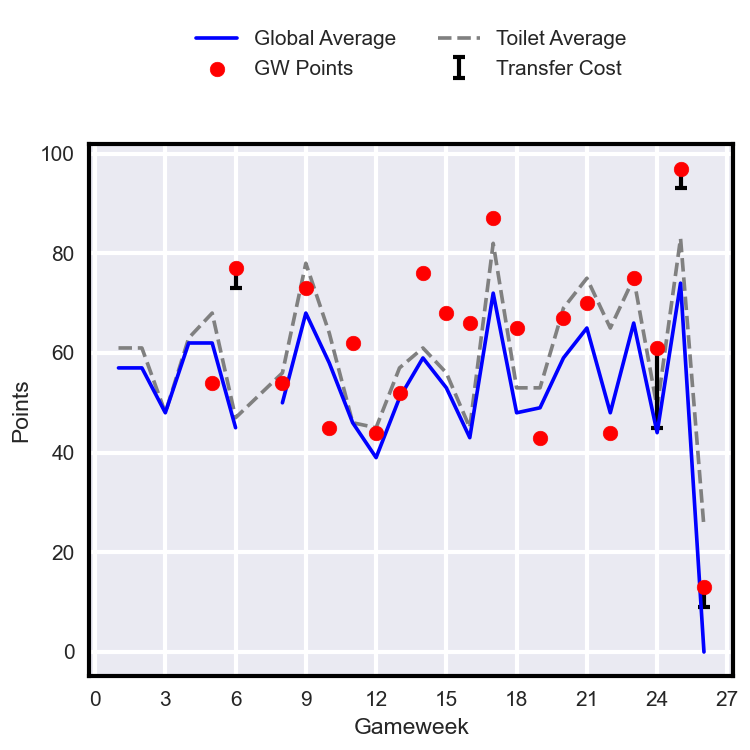 Global Average
Toilet Average
GW Points
Transfer Cost
100
80
60
40
20
0
Points
0 3 6 9 12 15 18 21 24 27
Gameweek